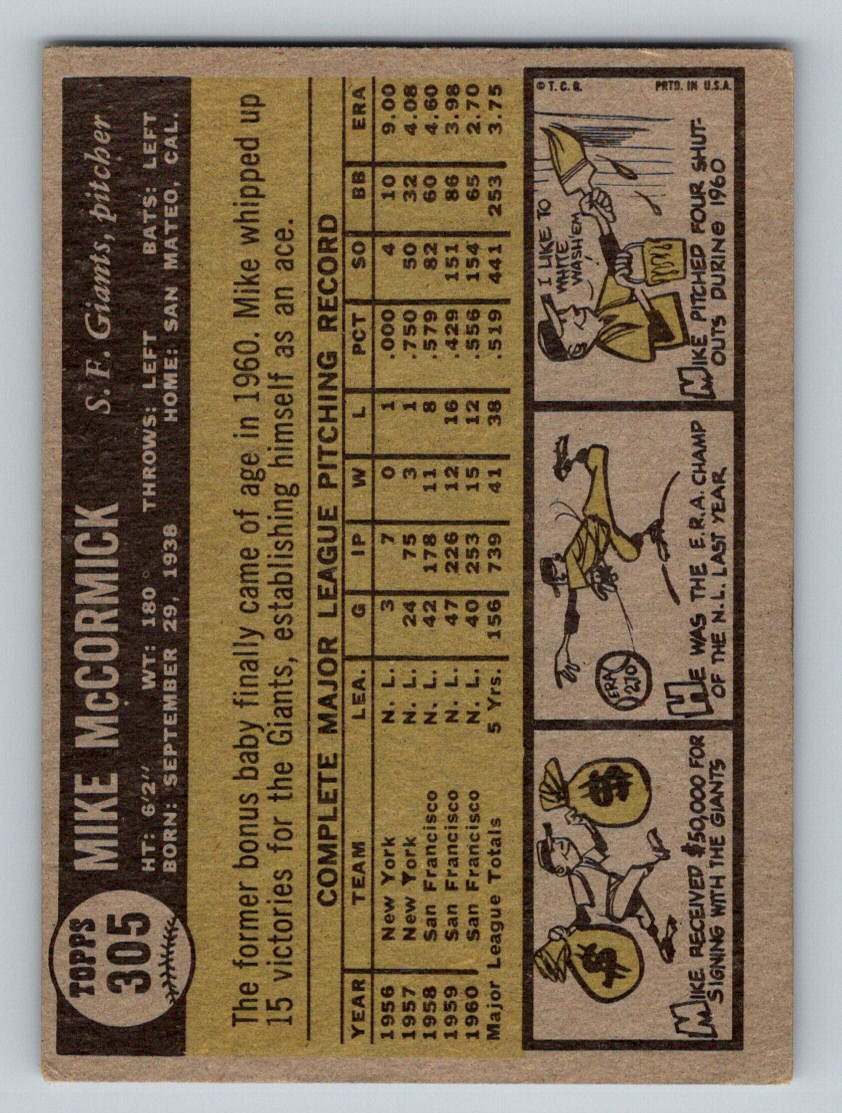 TOPPS
305
MIKE McCORMICK S. F. Giants, pitcher
HT: 6'2" WT: 180 THROWS: LEFT BATS: LEFT
BORN: SEPTEMBER 29, 1938 HOME: SAN MATEO, CAL.
The former bonus baby finally came of age in 1960. Mike whipped up
15 victories for the Giants, establishing himself as an ace.
COMPLETE MAJOR LEAGUE PITCHING RECORD
YEAR TEAM LEA. G IP W L PCT SO BB ERA
1956 New York N. L. 3 7 0 1 .000 4 10 9.00
1957 New York N. L. 24 75 3 1 .750 50 32 4.08
1958 San Francisco N. L. 42 178 11 8 .579 82 60 4.60
1959 San Francisco N. L. 47 226 12 16 .429 151 86 3.98
1960 San Francisco N. L. 40 253 15 12 .556 154 65 2.70
Major League Totals 5 Yrs. 156 739 41 38 .519 441 253 3.75
$
$
MIKE RECEIVED $50,000 FOR
SIGNING WITH THE GIANTS
ERA
2.70
HE WAS THE E.R.A. CHAMP
OF THE N.L. LAST YEAR
© T. C. G. PRTD. IN U.S.A.
I LIKE TO
WHITE
WASH 'EM!
MIKE PITCHED FOUR SHUT-
OUTS DURING 1960